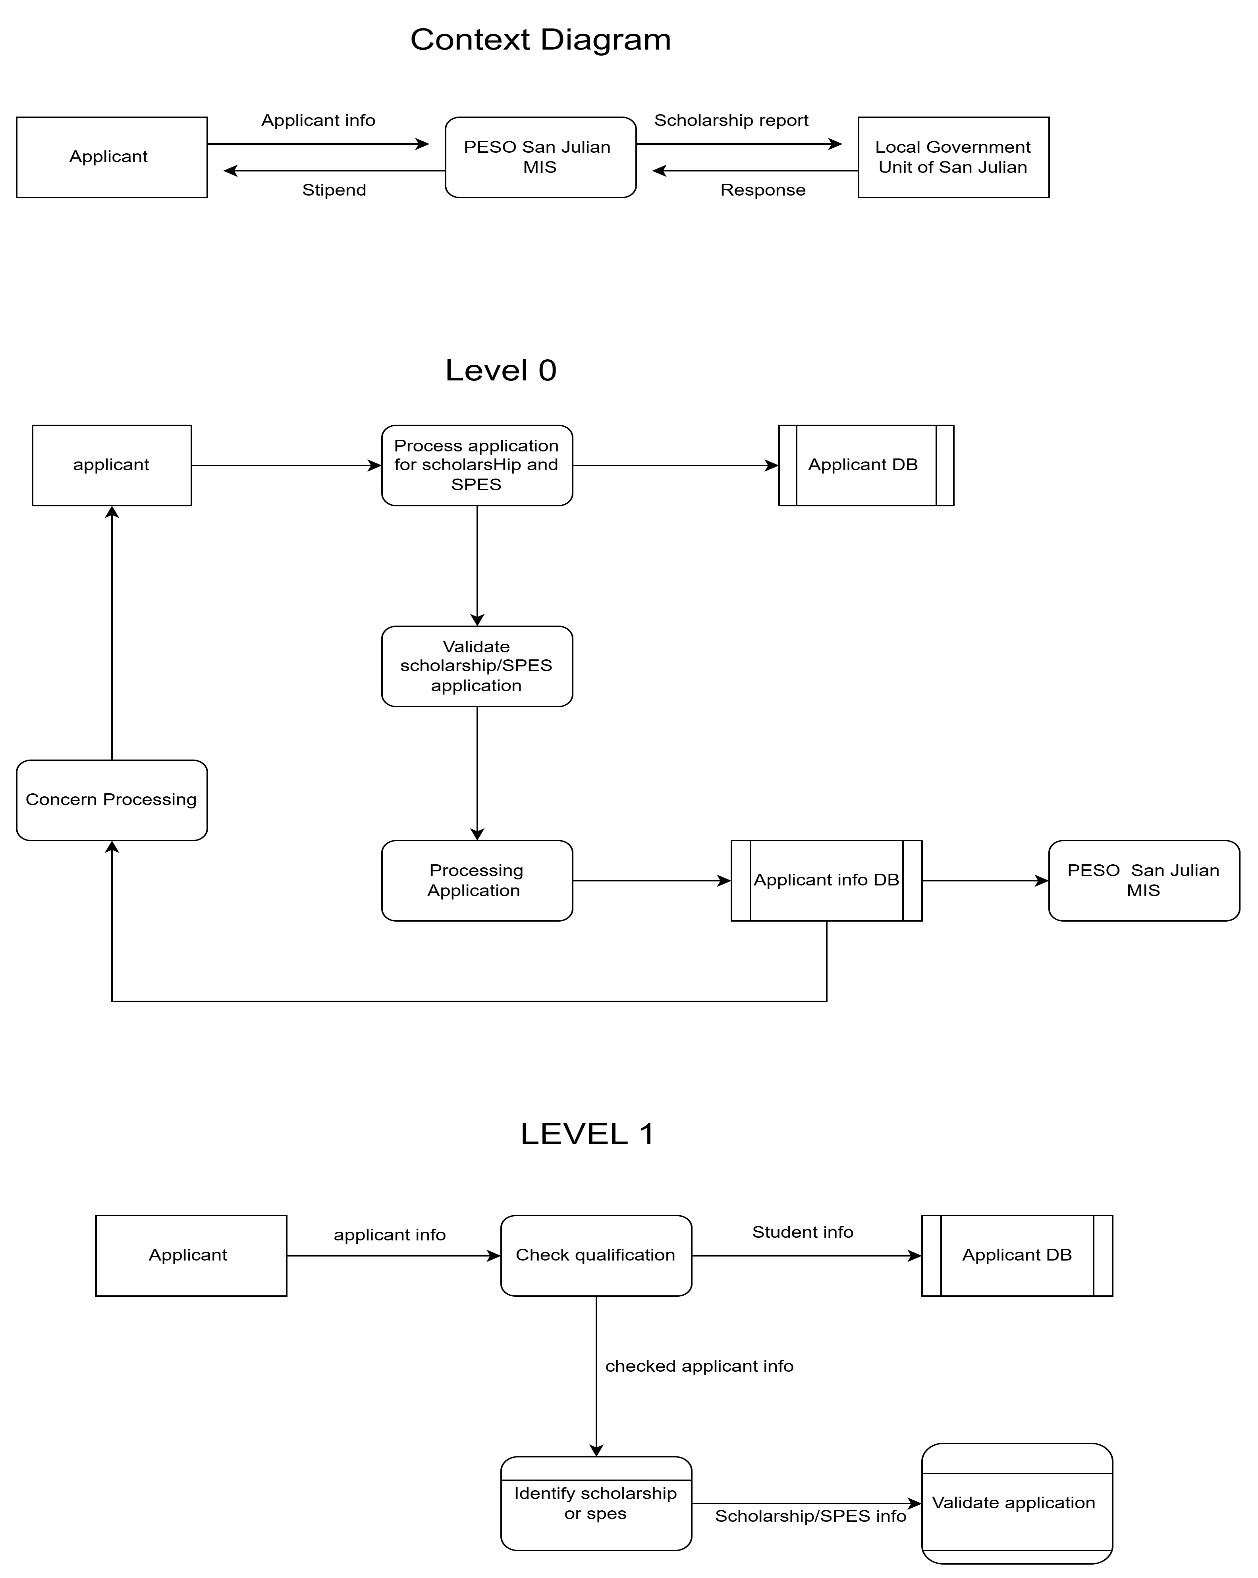 Context Diagram
Applicant info
Scholarship report
Applicant
PESO San Julian
MIS
Local Government
Unit of San Julian
Stipend
Response
Level 0
applicant
Process application
for scholarsHip and
SPES
Applicant DB
Validate
scholarship/SPES
application
Concern Processing
Processing
Application
Applicant info DB
PESO  San Julian
MIS
LEVEL 1
applicant info
Student info
Applicant
Check qualification
Applicant DB
checked applicant info
Identify scholarship
or spes
Scholarship/SPES info
Validate application